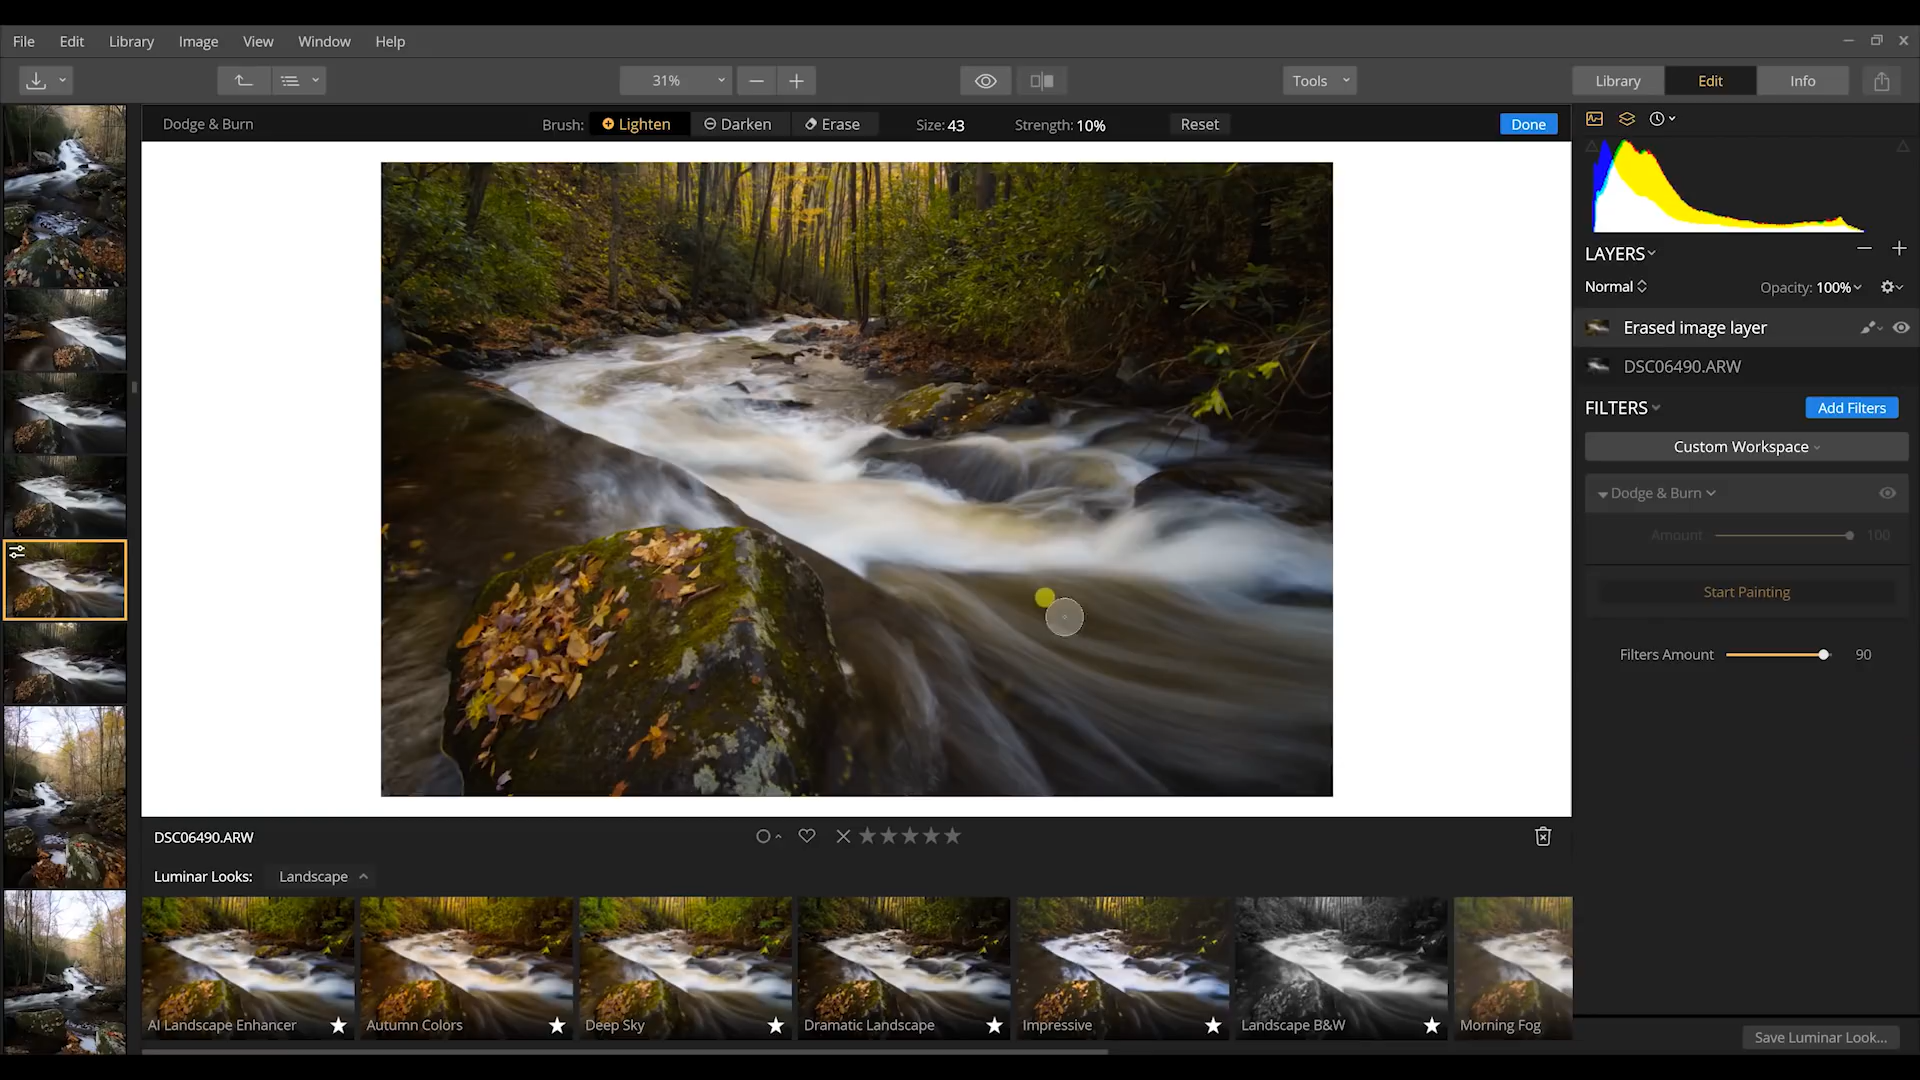 File Edit Library Image View Window Help
31% Tools Library Edit Info
Dodge & Burn Brush: Lighten Darken Erase Size: 43 Strength: 10% Reset Done
LAYERS
Normal Opacity: 100%
Erased image layer
DSC06490.ARW
FILTERS Add Filters
Custom Workspace
Dodge & Burn
Amount 100
Start Painting
Filters Amount 90
DSC06490.ARW
Luminar Looks: Landscape
AI Landscape Enhancer Autumn Colors Deep Sky Dramatic Landscape Impressive Landscape B&W Morning Fog
Save Luminar Look...